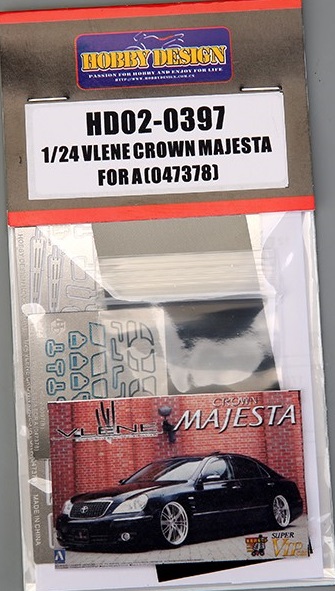 HOBBY DESIGN
PASSION FOR HOBBY AND ENJOY FOR LIFE
HD02-0397
1/24 VLENE CROWN MAJESTA
FOR A(047378)
MADE IN CHINA
CROWN
VLENE
MAJESTA
SUPER
VIP